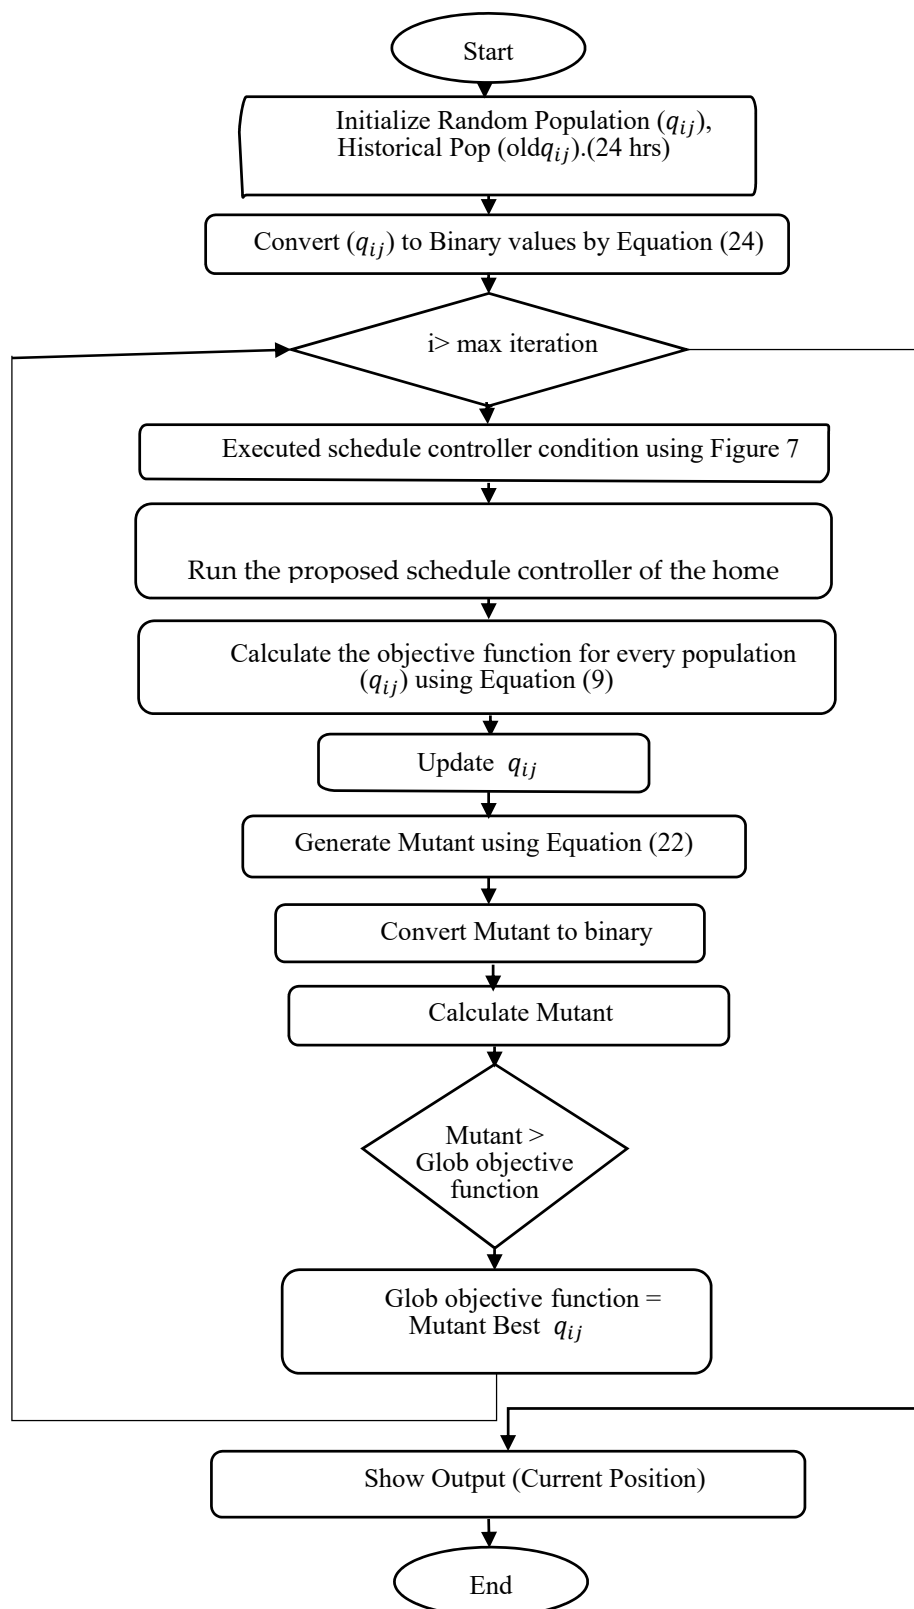 Start
Initialize Random Population (q_ij),
Historical Pop (oldq_ij).(24 hrs)
Convert (q_ij) to Binary values by Equation (24)
i> max iteration
Executed schedule controller condition using Figure 7
Run the proposed schedule controller of the home
Calculate the objective function for every population
(q_ij) using Equation (9)
Update q_ij
Generate Mutant using Equation (22)
Convert Mutant to binary
Calculate Mutant
Mutant >
Glob objective
function
Glob objective function =
Mutant Best q_ij
Show Output (Current Position)
End